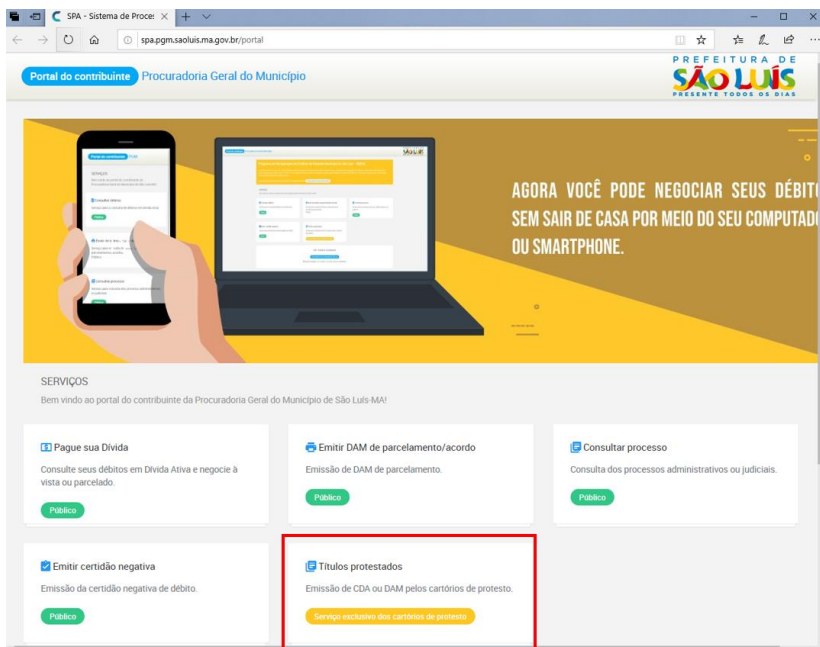 SPA - Sistema de Proce
spa.pgm.saoluis.ma.gov.br/portal
Portal do contribuinte Procuradoria Geral do Município
PREFEITURA DE
SÃO LUÍS
PRESENTE TODOS OS DIAS
AGORA VOCÊ PODE NEGOCIAR SEUS DÉBIT
SEM SAIR DE CASA POR MEIO DO SEU COMPUTAD
OU SMARTPHONE.
Portal do contribuinte
SERVIÇOS
SERVIÇOS
Bem vindo ao portal do contribuinte da Procuradoria Geral do Município de São Luís-MA!
Pague sua Dívida
Consulte seus débitos em Dívida Ativa e negocie à
vista ou parcelado.
Público
Emitir DAM de parcelamento/acordo
Emissão de DAM de parcelamento.
Público
Consultar processo
Consulta dos processos administrativos ou judiciais.
Público
Emitir certidão negativa
Emissão da certidão negativa de débito.
Público
Títulos protestados
Emissão de CDA ou DAM pelos cartórios de protesto.
Serviço exclusivo dos cartórios de protesto